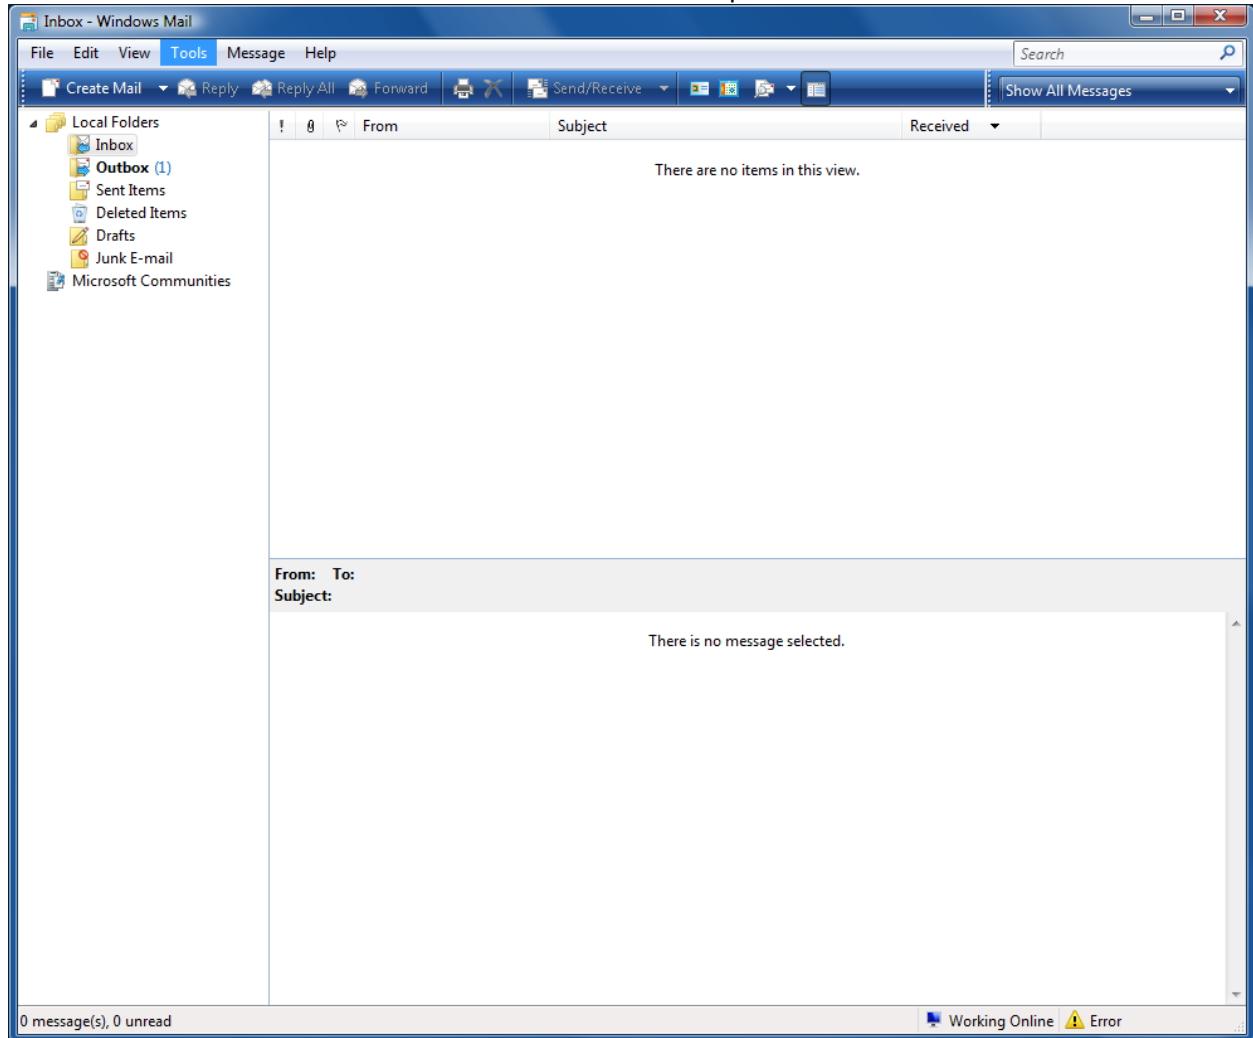 Inbox - Windows Mail
File Edit View Tools Message Help
Search
Create Mail Reply Reply All Forward Send/Receive Show All Messages
Local Folders
Inbox
Outbox (1)
Sent Items
Deleted Items
Drafts
Junk E-mail
Microsoft Communities
! From Subject Received
There are no items in this view.
From: To:
Subject:
There is no message selected.
0 message(s), 0 unread
Working Online Error